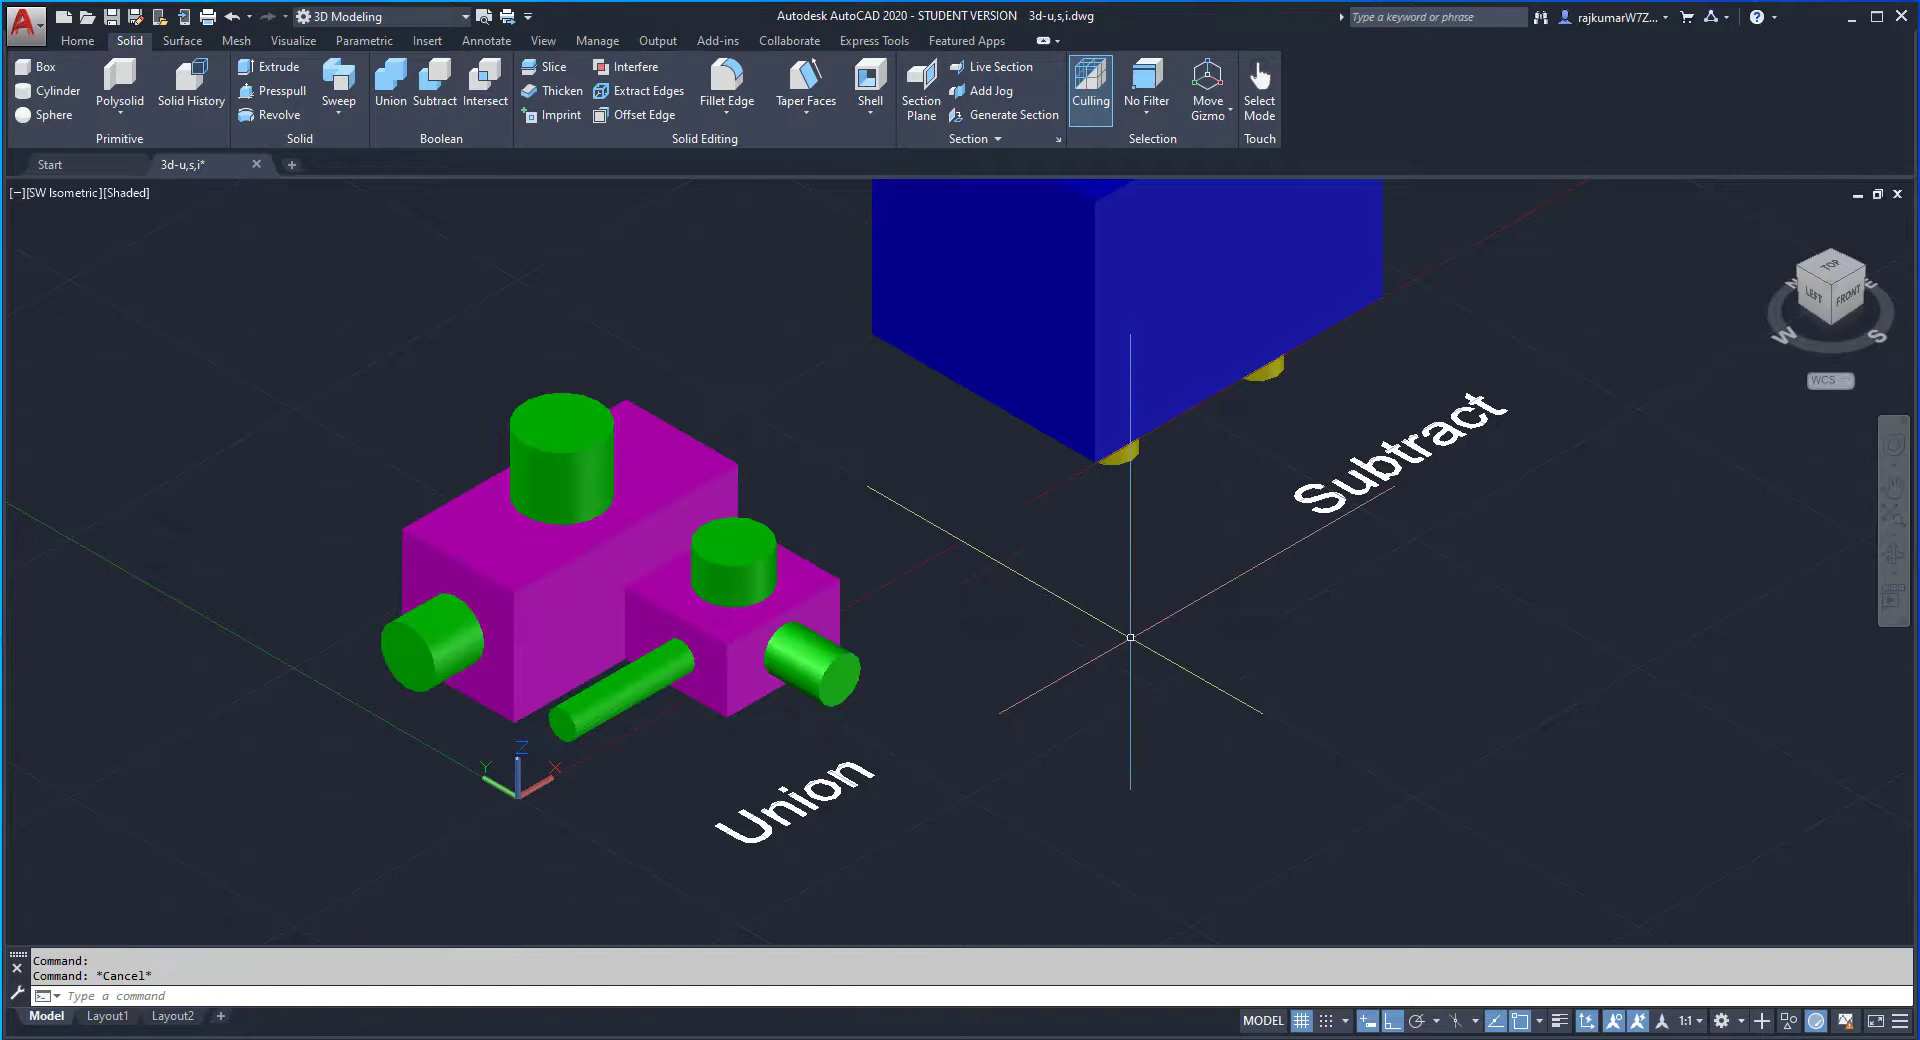 3D Modeling
Autodesk AutoCAD 2020 - STUDENT VERSION 3d-u,s,i.dwg
Type a keyword or phrase
rajkumarW7Z...
Home Solid Surface Mesh Visualize Parametric Insert Annotate View Manage Output Add-ins Collaborate Express Tools Featured Apps
Box
Cylinder
Sphere
Polysolid
Solid History
Primitive
Extrude
Presspull
Revolve
Sweep
Solid
Union
Subtract
Intersect
Boolean
Slice
Thicken
Imprint
Interfere
Extract Edges
Offset Edge
Fillet Edge
Taper Faces
Shell
Solid Editing
Section
Plane
Live Section
Add Jog
Generate Section
Section
Culling
No Filter
Move
Gizmo
Selection
Select
Mode
Touch
Start
3d-u,s,i*
[−][SW Isometric][Shaded]
TOP
LEFT
FRONT
N
E
W
S
WCS
Subtract
Union
Z
Y
X
Command:
Command: *Cancel*
Type a command
Model Layout1 Layout2
MODEL
1:1